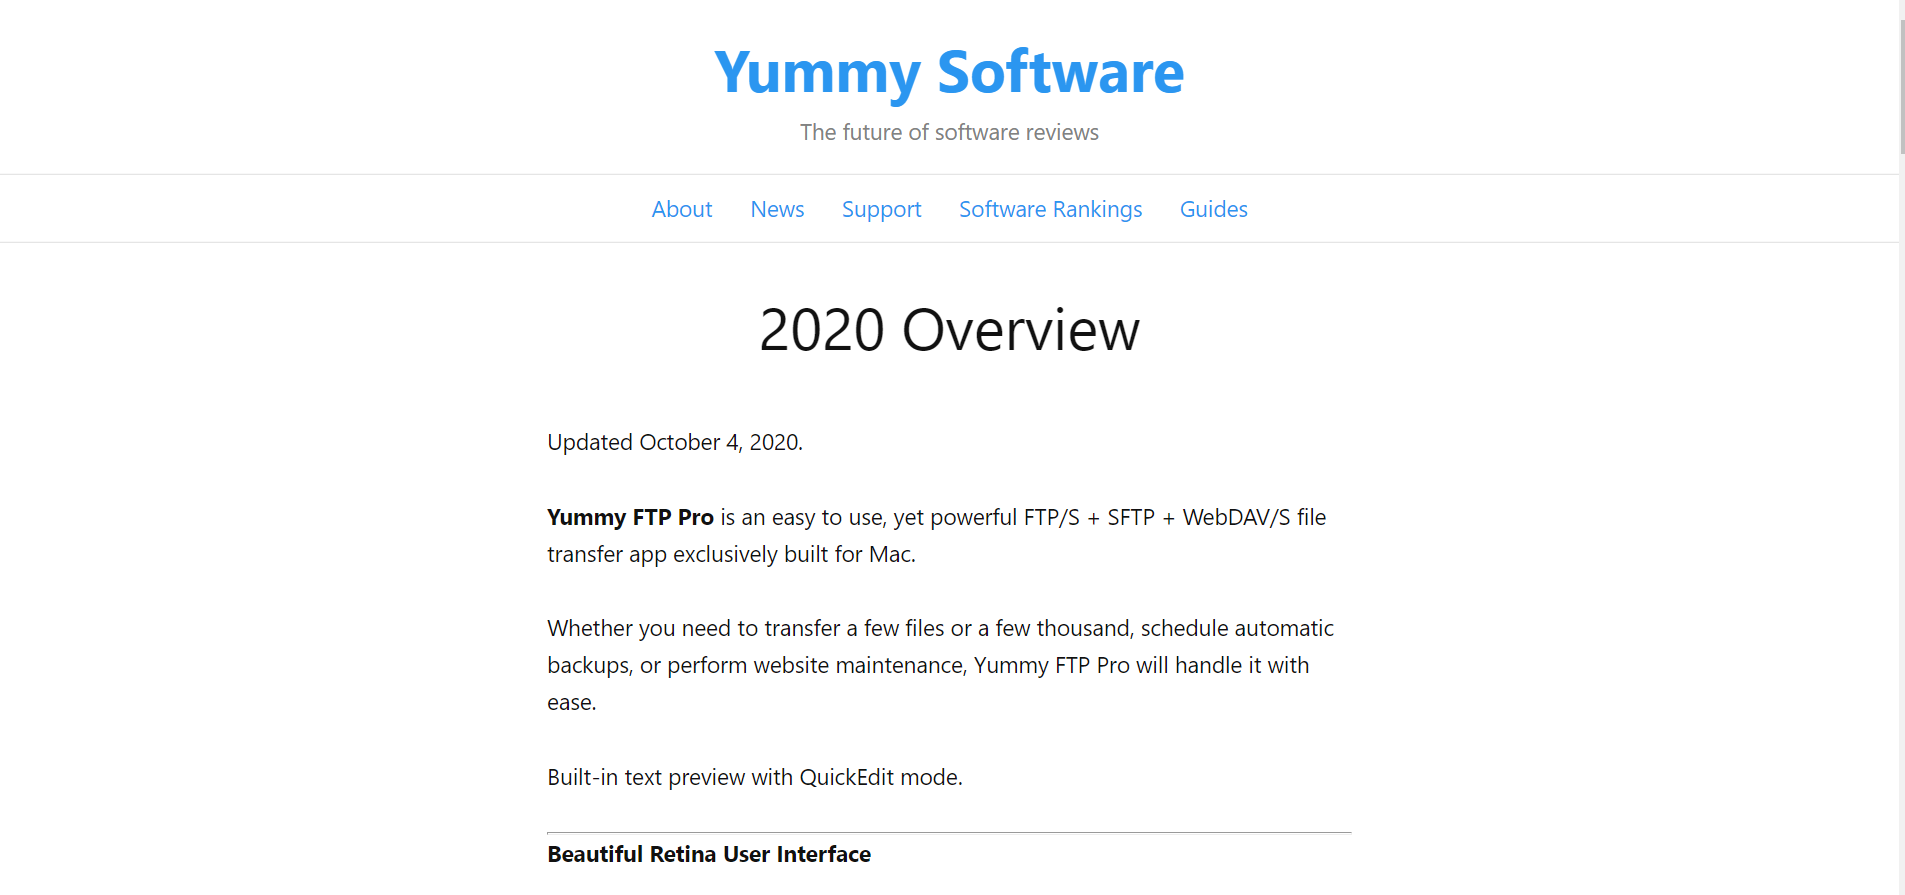 Yummy Software
The future of software reviews
About News Support Software Rankings Guides
2020 Overview
Updated October 4, 2020.
Yummy FTP Pro is an easy to use, yet powerful FTP/S + SFTP + WebDAV/S file
transfer app exclusively built for Mac.
Whether you need to transfer a few files or a few thousand, schedule automatic
backups, or perform website maintenance, Yummy FTP Pro will handle it with
ease.
Built-in text preview with QuickEdit mode.
Beautiful Retina User Interface